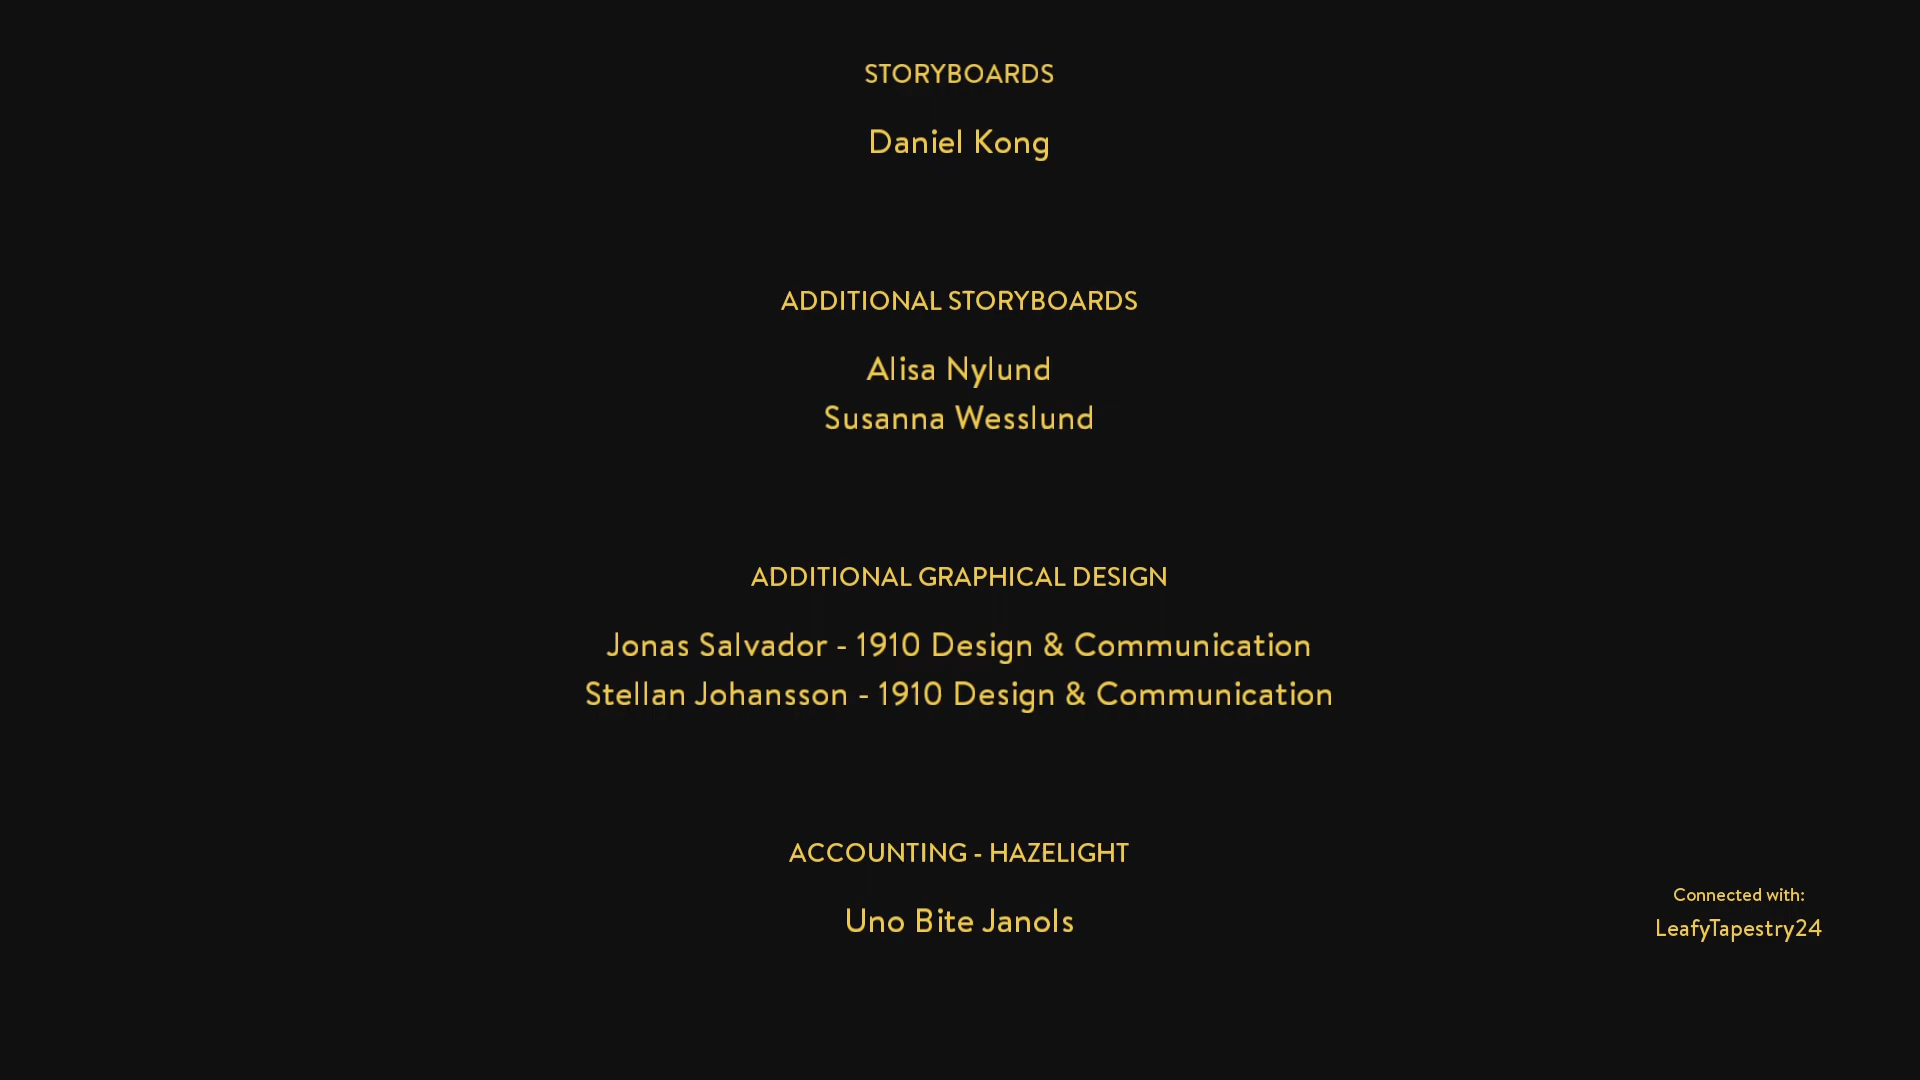 STORYBOARDS
Daniel Kong
ADDITIONAL STORYBOARDS
Alisa Nylund
Susanna Wesslund
ADDITIONAL GRAPHICAL DESIGN
Jonas Salvador - 1910 Design & Communication
Stellan Johansson - 1910 Design & Communication
ACCOUNTING - HAZELIGHT
Uno Bite Janols
Connected with:
LeafyTapestry24